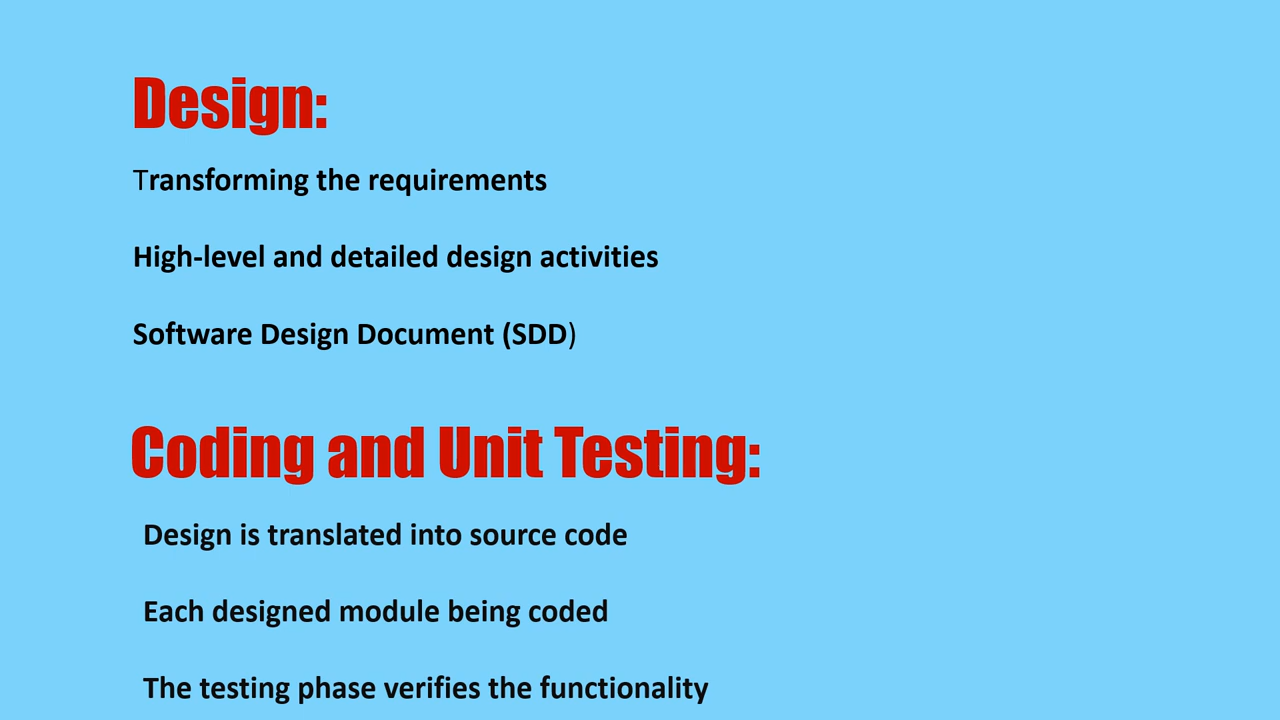 Design:
Transforming the requirements
High-level and detailed design activities
Software Design Document (SDD)
Coding and Unit Testing:
Design is translated into source code
Each designed module being coded
The testing phase verifies the functionality